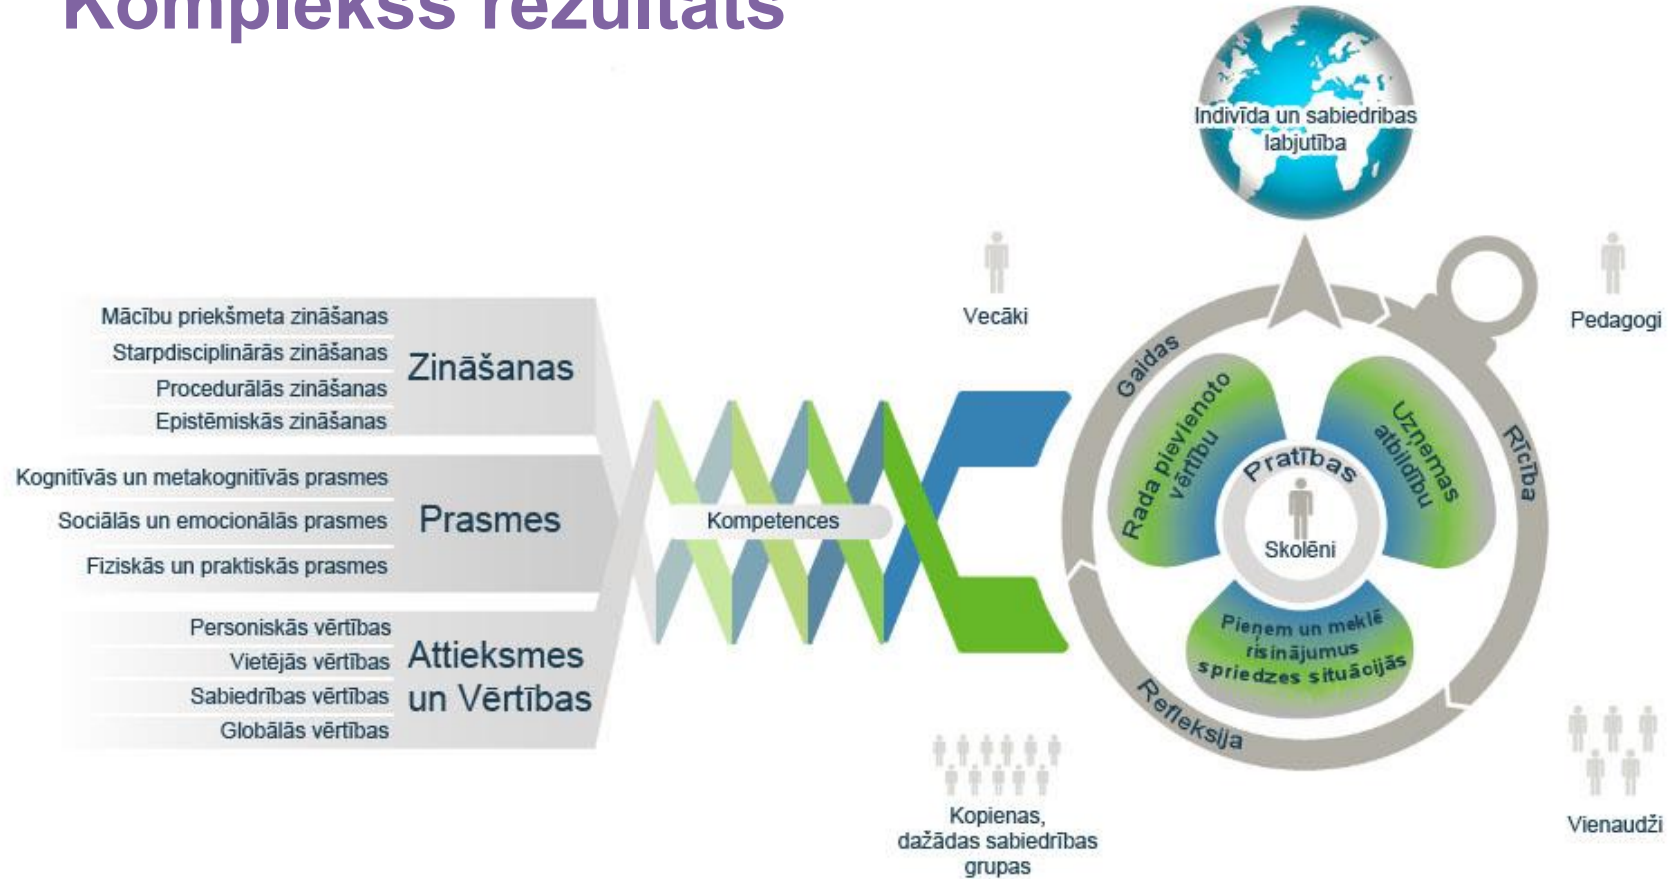 Komplekss rezultāts
Indivīda un sabiedrības
labjutība
Mācību priekšmeta zināšanas
Starpdisciplinārās zināšanas
Procedurālās zināšanas
Epistēmiskās zināšanas
Zināšanas
Kognitīvās un metakognitīvās prasmes
Sociālās un emocionālās prasmes
Fiziskās un praktiskās prasmes
Prasmes
Personiskās vērtības
Vietējās vērtības
Sabiedrības vērtības
Globālās vērtības
Attieksmes
un Vērtības
Kompetences
Vecāki
Pedagogi
Gaidas
Rīcība
Refleksija
Rada pievienoto
vērtību
Uzņemas
atbildību
Pratības
Skolēni
Pieņem un meklē
risinājumus
spriedzes situācijās
Kopienas,
dažādas sabiedrības
grupas
Vienaudži